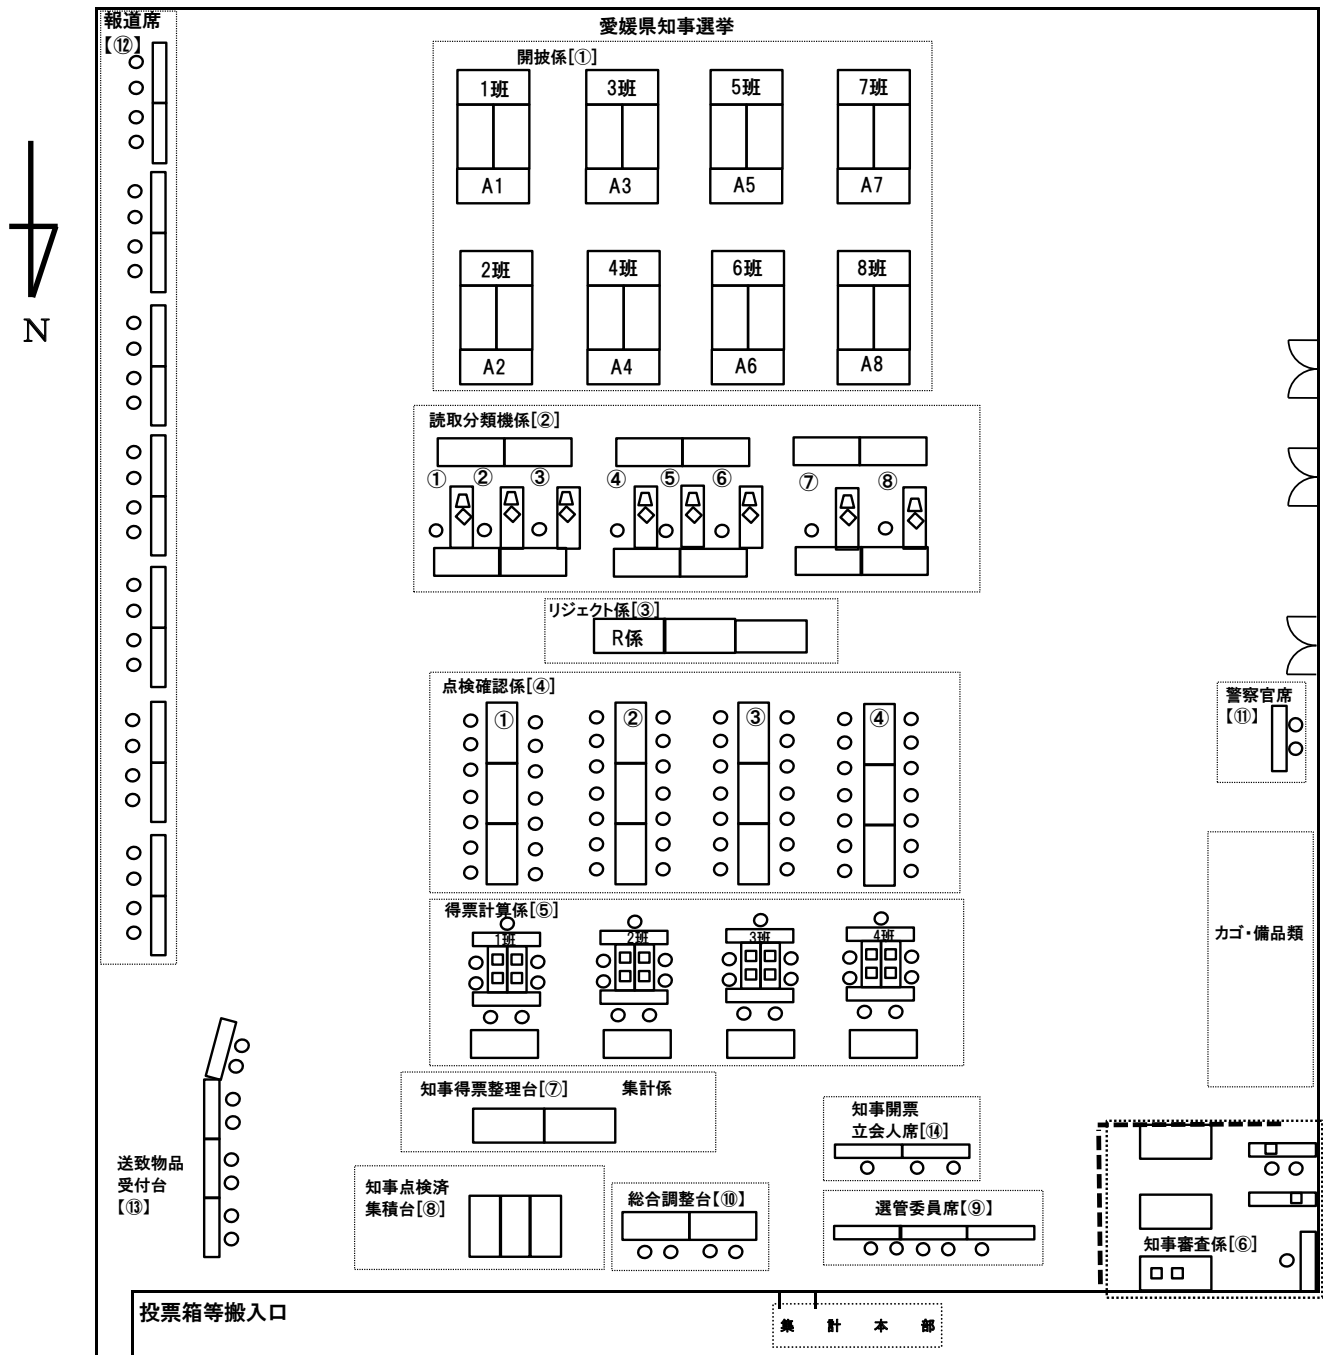 愛媛県知事選挙
報道席
【⑫】
N
開披係[①]
1班
3班
5班
7班
A1
A3
A5
A7
2班
4班
6班
8班
A2
A4
A6
A8
読取分類機係[②]
①
②
③
④
⑤
⑥
⑦
⑧
リジェクト係[③]
R係
点検確認係[④]
①
②
③
④
警察官席
【⑪】
得票計算係[⑤]
1班
2班
3班
4班
カゴ・備品類
知事得票整理台[⑦]
集計係
知事開票
立会人席[⑭]
送致物品
受付台
【⑬】
知事点検済
集積台[⑧]
総合調整台【⑩】
選管委員席【⑨】
知事審査係[⑥]
投票箱等搬入口
集計本部